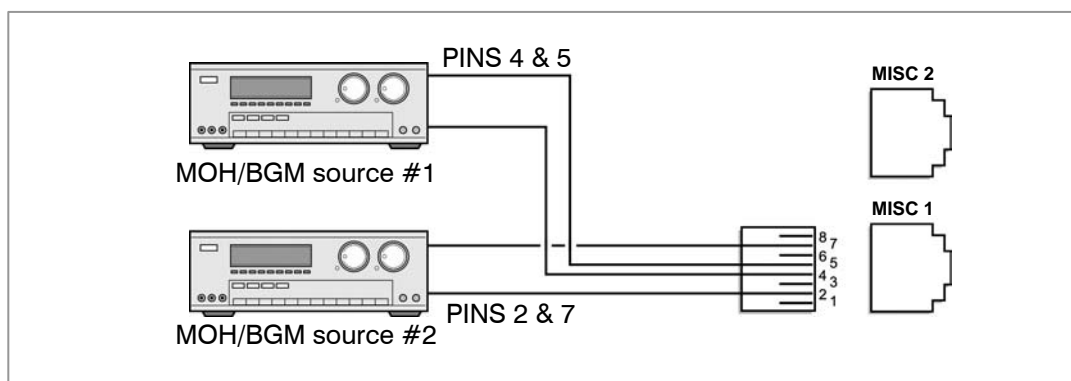 PINS 4 & 5
MOH/BGM source #1
MISC 2
MISC 1
8
7
6
5
4
3
2
1
PINS 2 & 7
MOH/BGM source #2